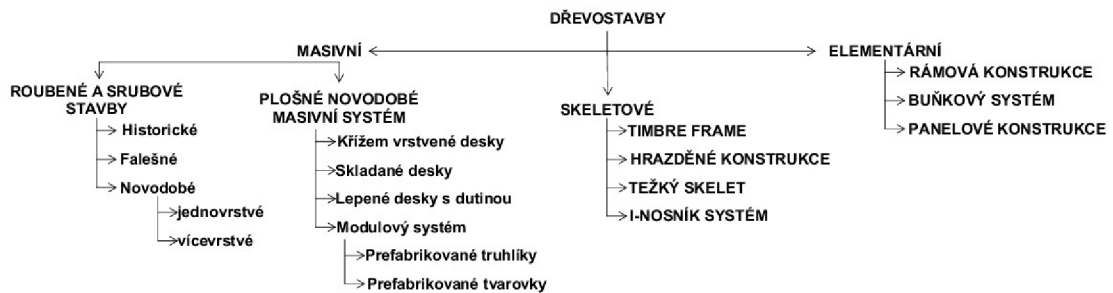 DŘEVOSTAVBY
MASIVNÍ
ELEMENTÁRNÍ
ROUBENÉ A SRUBOVÉ
STAVBY
Historické
Falešné
Novodobé
jednovrstvé
vícevrstvé
PLOŠNÉ NOVODOBÉ
MASIVNÍ SYSTÉM
Křížem vrstvené desky
Skladané desky
Lepené desky s dutinou
Modulový systém
Prefabrikované truhlíky
Prefabrikované tvarovky
SKELETOVÉ
TIMBRE FRAME
HRAZDĚNÉ KONSTRUKCE
TEŽKÝ SKELET
I-NOSNÍK SYSTÉM
RÁMOVÁ KONSTRUKCE
BUŇKOVÝ SYSTÉM
PANELOVÉ KONSTRUKCE